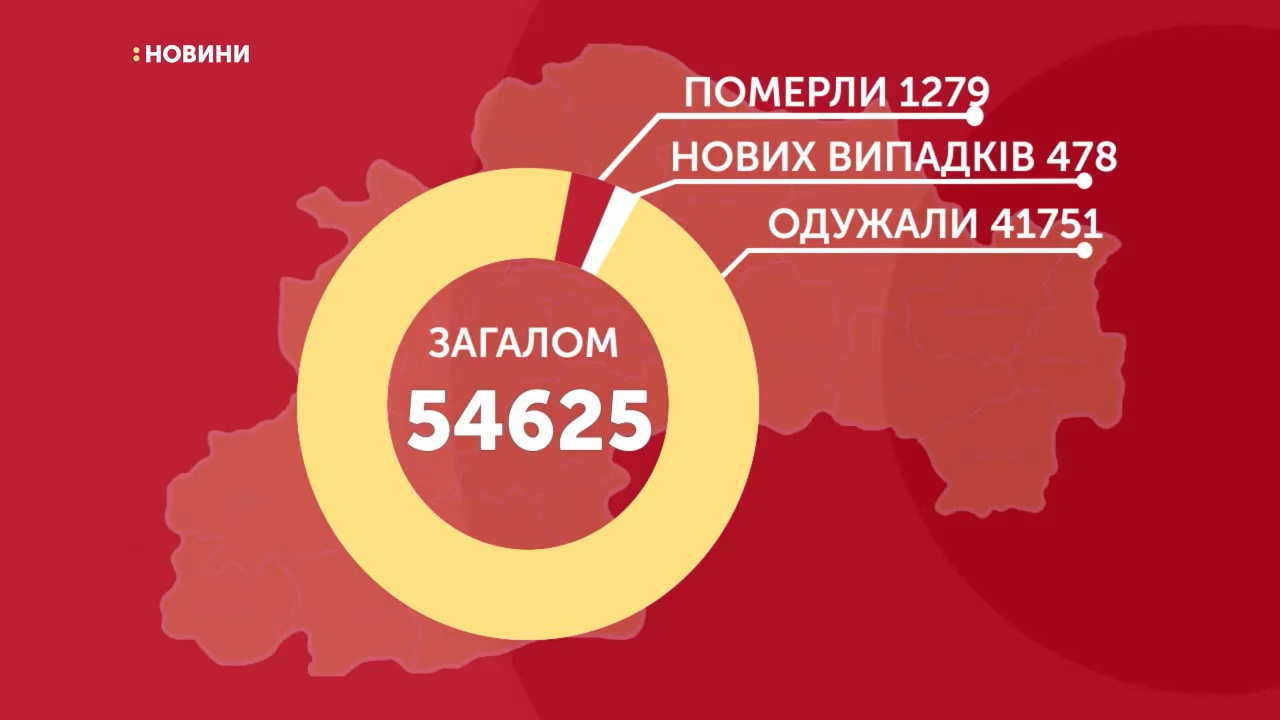 :НОВИНИ
ПОМЕРЛИ 1279
НОВИХ ВИПАДКІВ 478
ОДУЖАЛИ 41751
ЗАГАЛОМ
54625